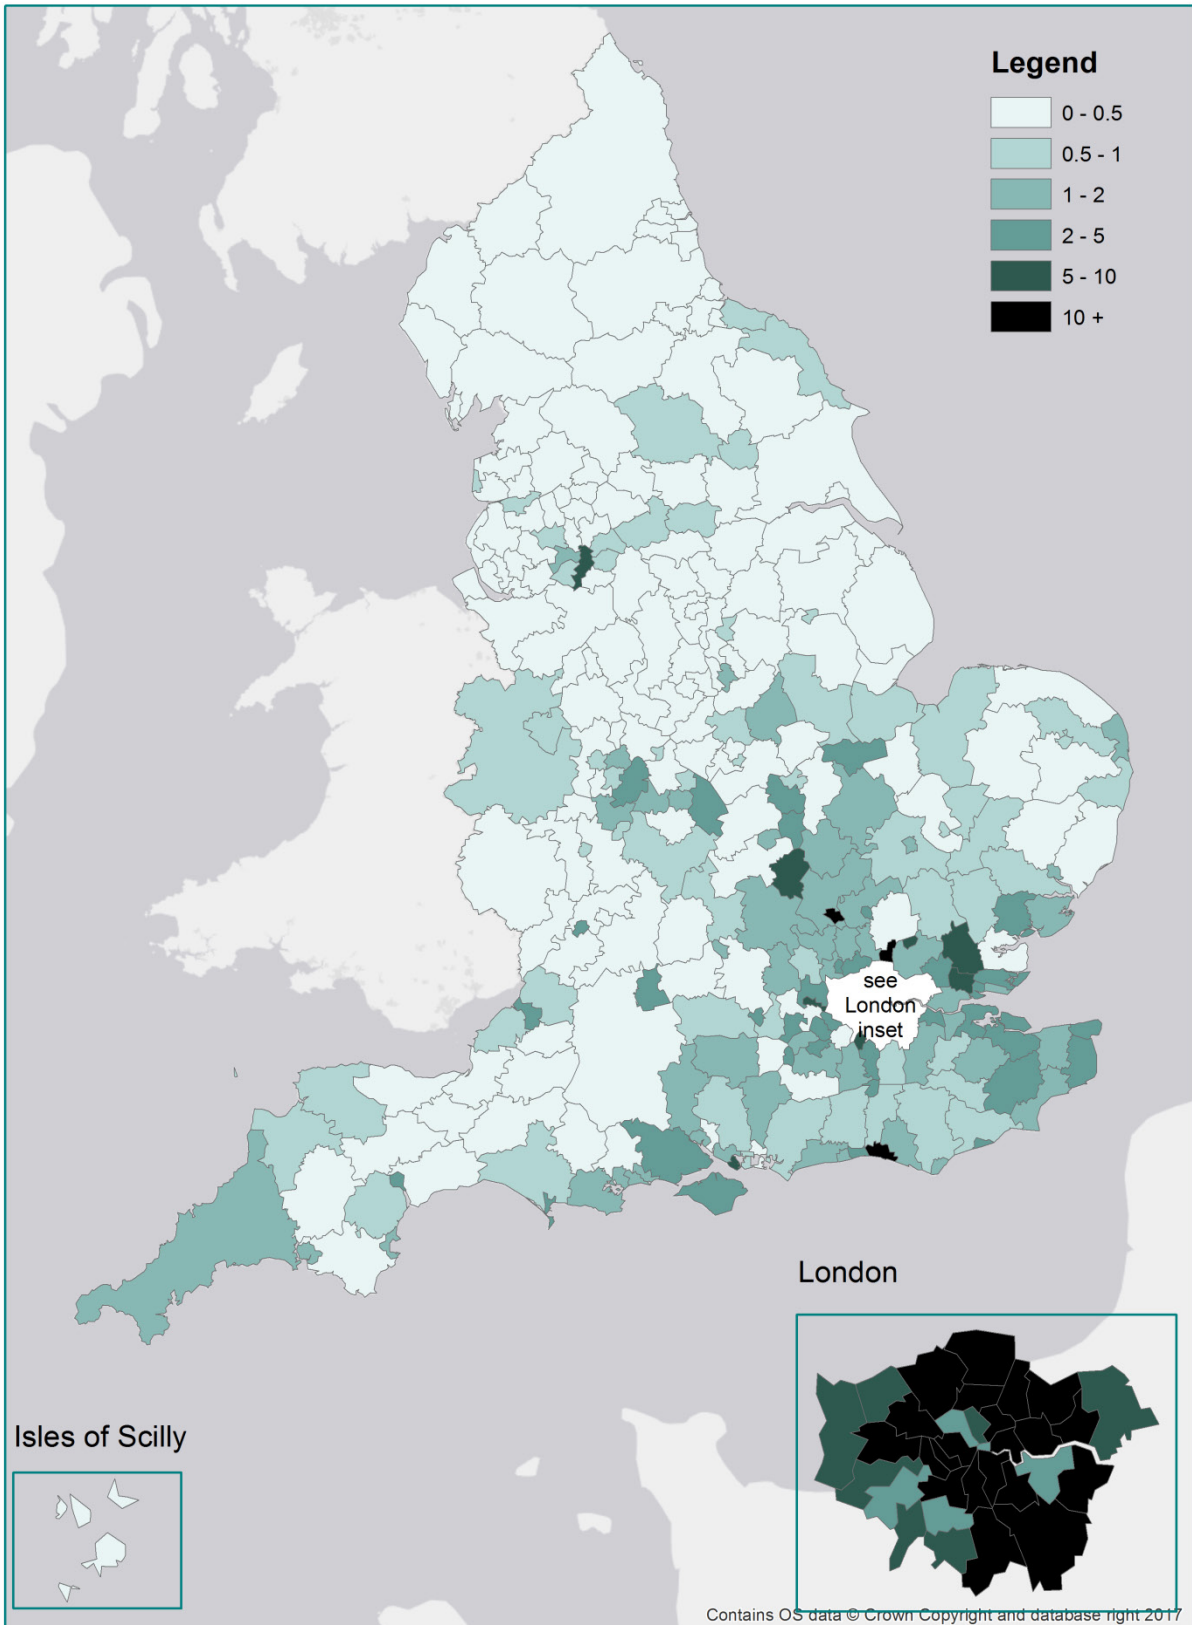 Legend
0 - 0.5
0.5 - 1
1 - 2
2 - 5
5 - 10
10 +
see
London
inset
London
Isles of Scilly
Contains OS data © Crown Copyright and database right 2017